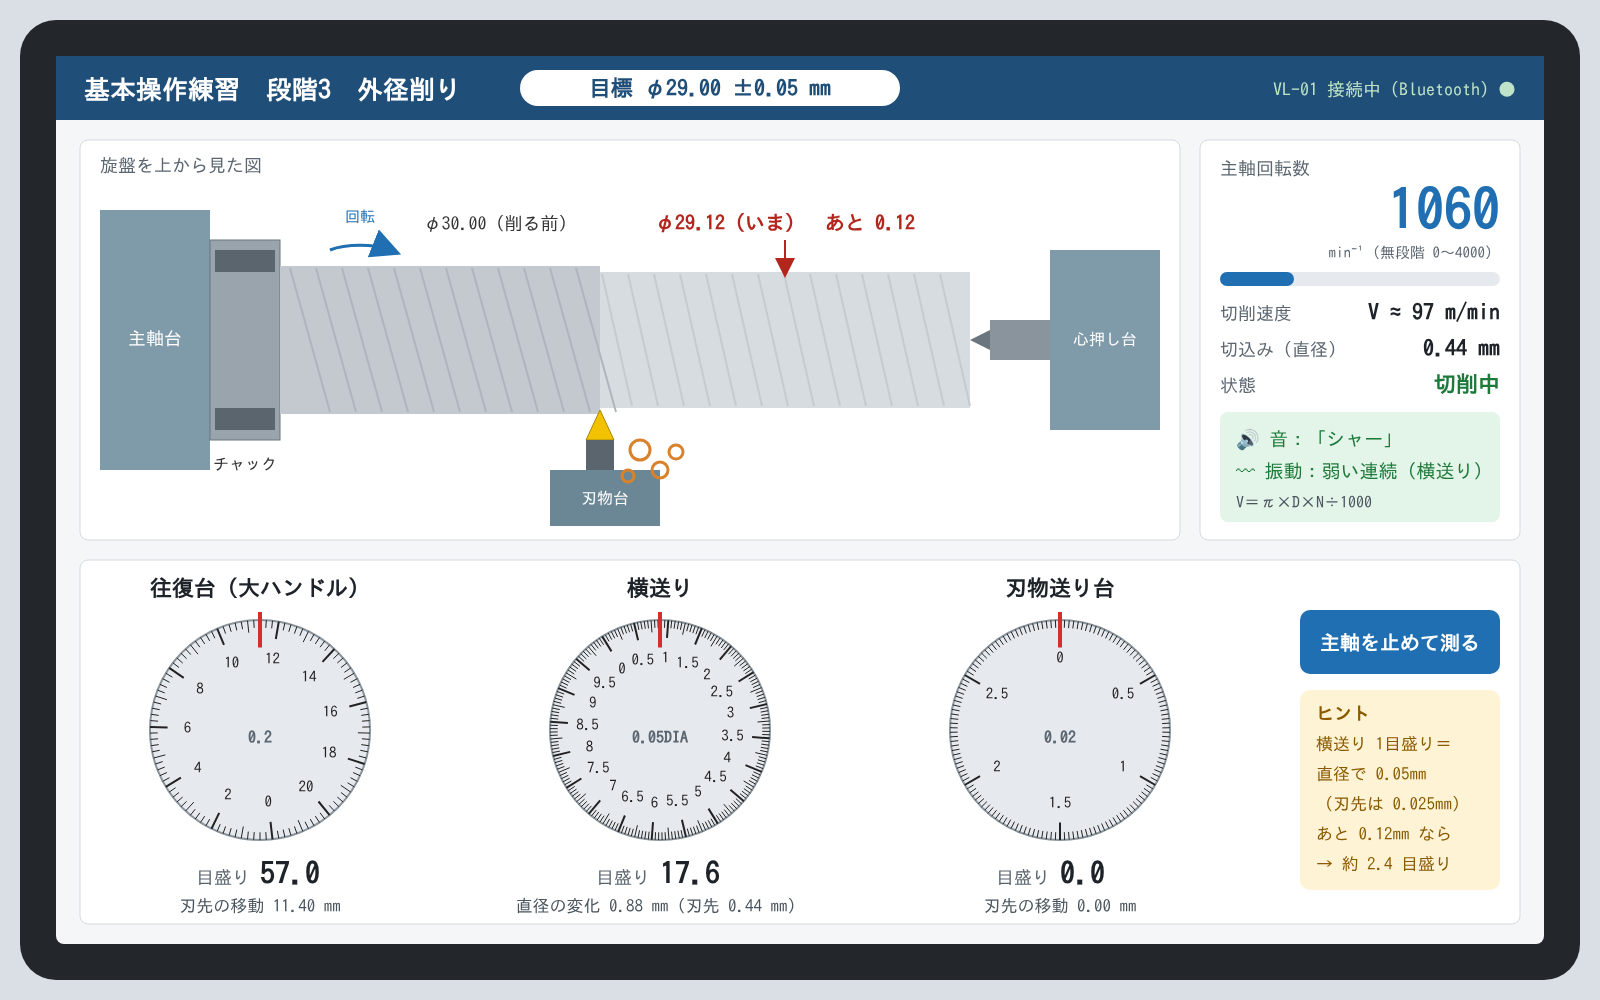 基本操作練習　段階3　外径削り
目標 φ29.00 ±0.05 mm
VL-01 接続中（Bluetooth）
旋盤を上から見た図
回転
φ30.00（削る前）
φ29.12（いま）　あと 0.12
主軸台
チャック
刃物台
心押し台
主軸回転数
1060
min⁻¹（無段階 0〜4000）
切削速度 V ≈ 97 m/min
切込み（直径） 0.44 mm
状態 切削中
🔊 音：「シャー」
〰 振動：弱い連続（横送り）
V＝π×D×N÷1000
往復台（大ハンドル）
10 12 14 16 18 20 0 2 4 6 8
0.2
目盛り 57.0
刃先の移動 11.40 mm
横送り
0 0.5 1 1.5 2 2.5 3 3.5 4 4.5 5 5.5 6 6.5 7 7.5 8 8.5 9 9.5
0.05DIA
目盛り 17.6
直径の変化 0.88 mm（刃先 0.44 mm）
刃物送り台
0 0.5 1 1.5 2 2.5
0.02
目盛り 0.0
刃先の移動 0.00 mm
主軸を止めて測る
ヒント
横送り 1目盛り＝
直径で 0.05mm
（刃先は 0.025mm）
あと 0.12mm なら
→ 約 2.4 目盛り